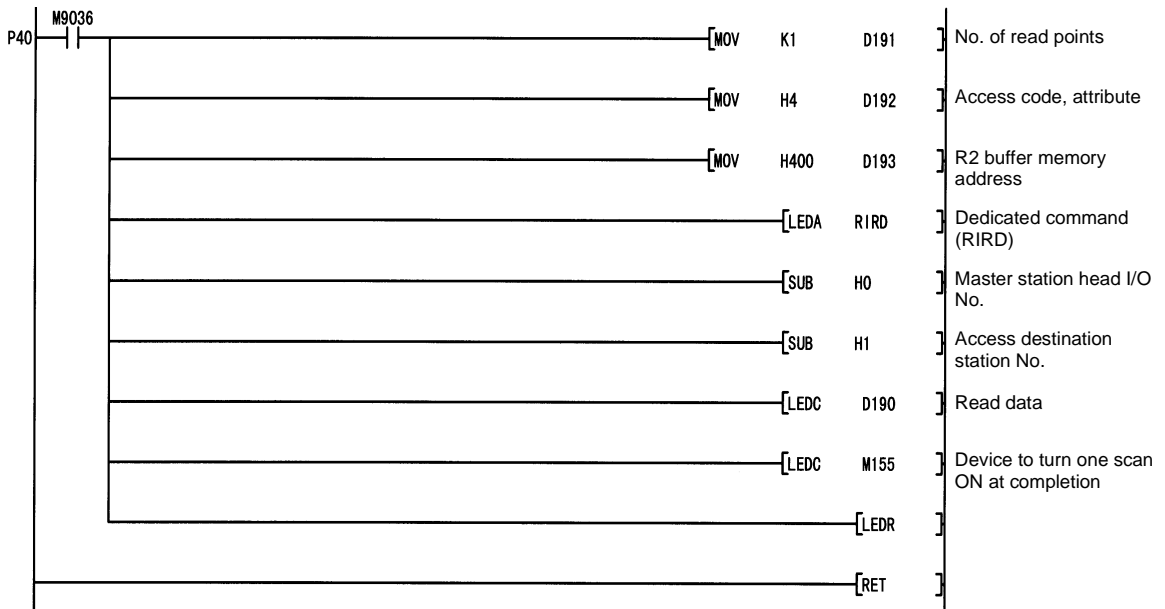 M9036
P40 MOV K1 D191 No. of read points
MOV H4 D192 Access code, attribute
MOV H400 D193 R2 buffer memory
address
LEDA RIRD Dedicated command
(RIRD)
SUB H0 Master station head I/O
No.
SUB H1 Access destination
station No.
LEDC D190 Read data
LEDC M155 Device to turn one scan
ON at completion
LEDR
RET